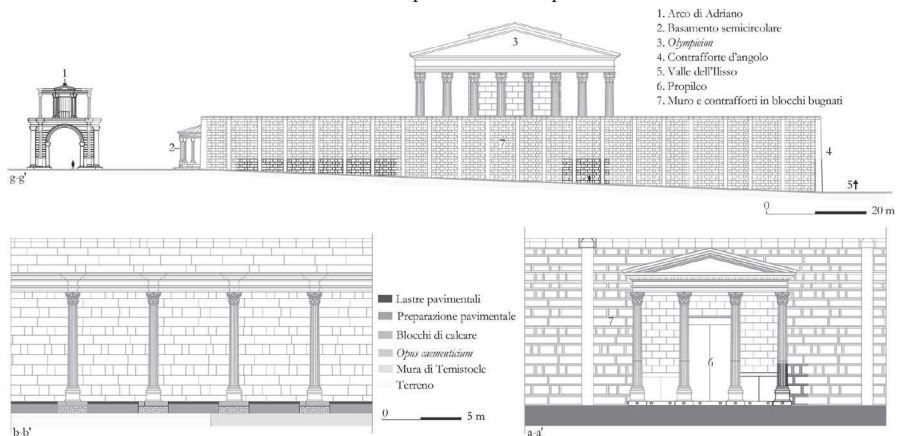 1. Arco di Adriano
2. Basamento semicircolare
3. Olympieion
4. Contrafforte d'angolo
5. Valle dell'Ilisso
6. Propileo
7. Muro e contrafforti in blocchi bugnati
1
3
2
7
4
5
g-g'
0 20 m
Lastre pavimentali
Preparazione pavimentale
Blocchi di calcare
Opus caementicium
Mura di Temistocle
Terreno
0 5 m
b-b'
7
6
a-a'